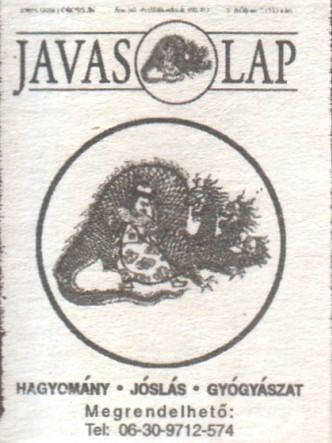 JAVAS LAP
HAGYOMÁNY • JÓSLÁS • GYÓGYÁSZAT
Megrendelhető:
Tel: 06-30-9712-574